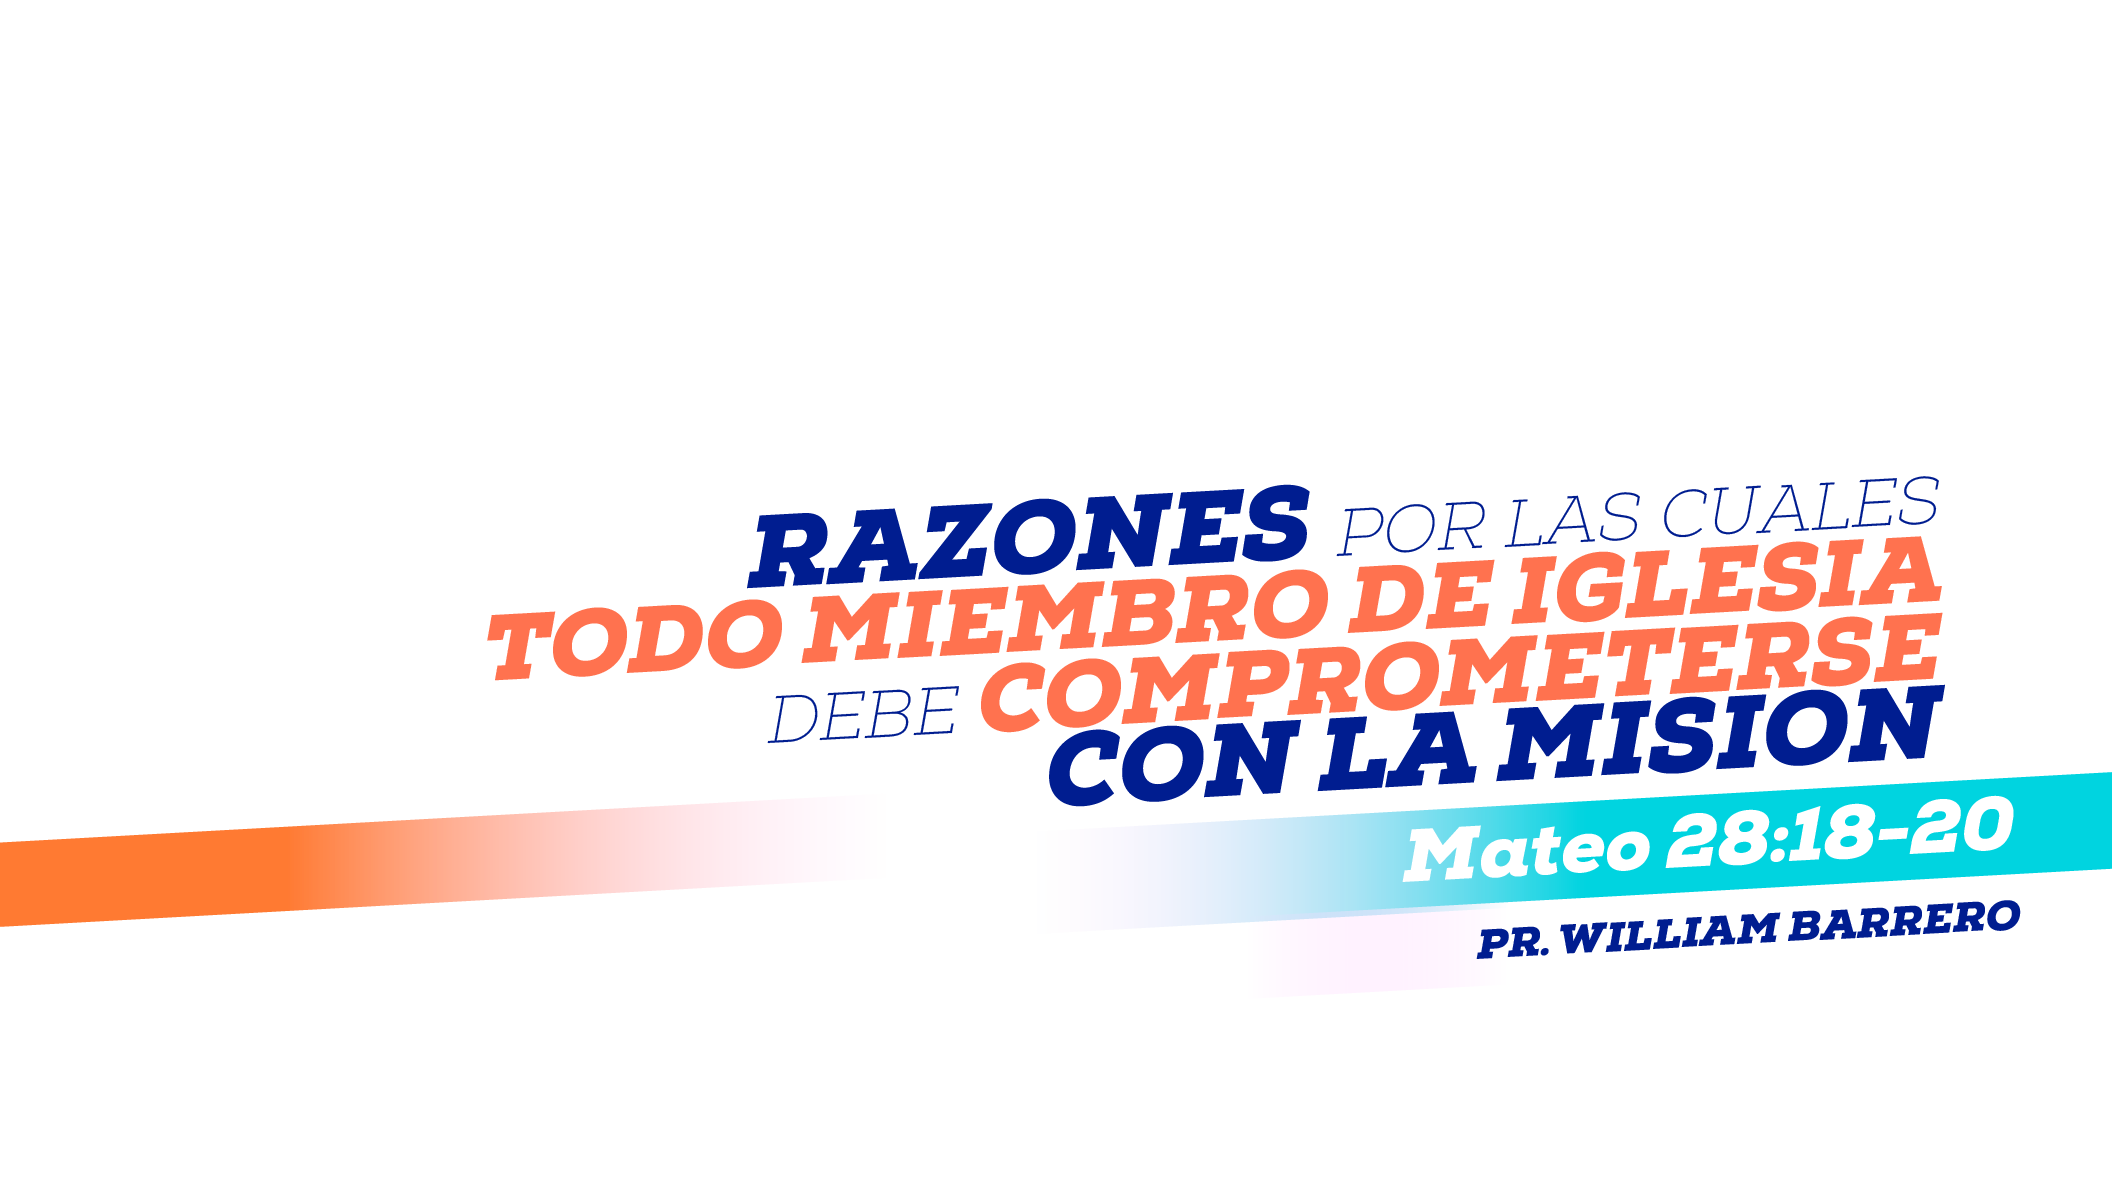 RAZONES POR LAS CUALES
TODO MIEMBRO DE IGLESIA
DEBE COMPROMETERSE
CON LA MISION
Mateo 28:18-20
PR. WILLIAM BARRERO